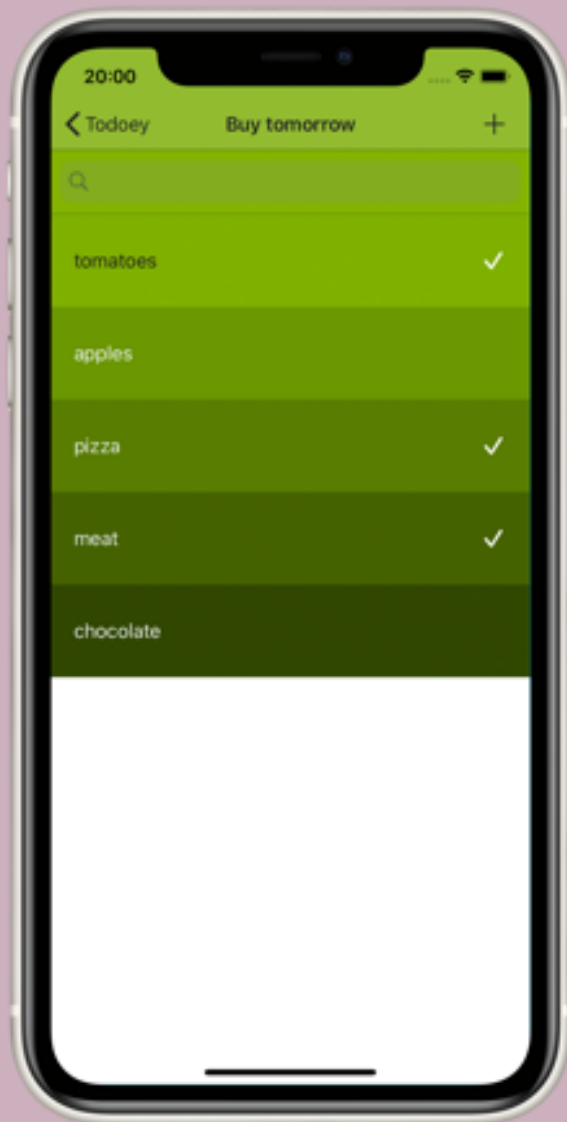 20:00
Todoey Buy tomorrow +
tomatoes
apples
pizza
meat
chocolate